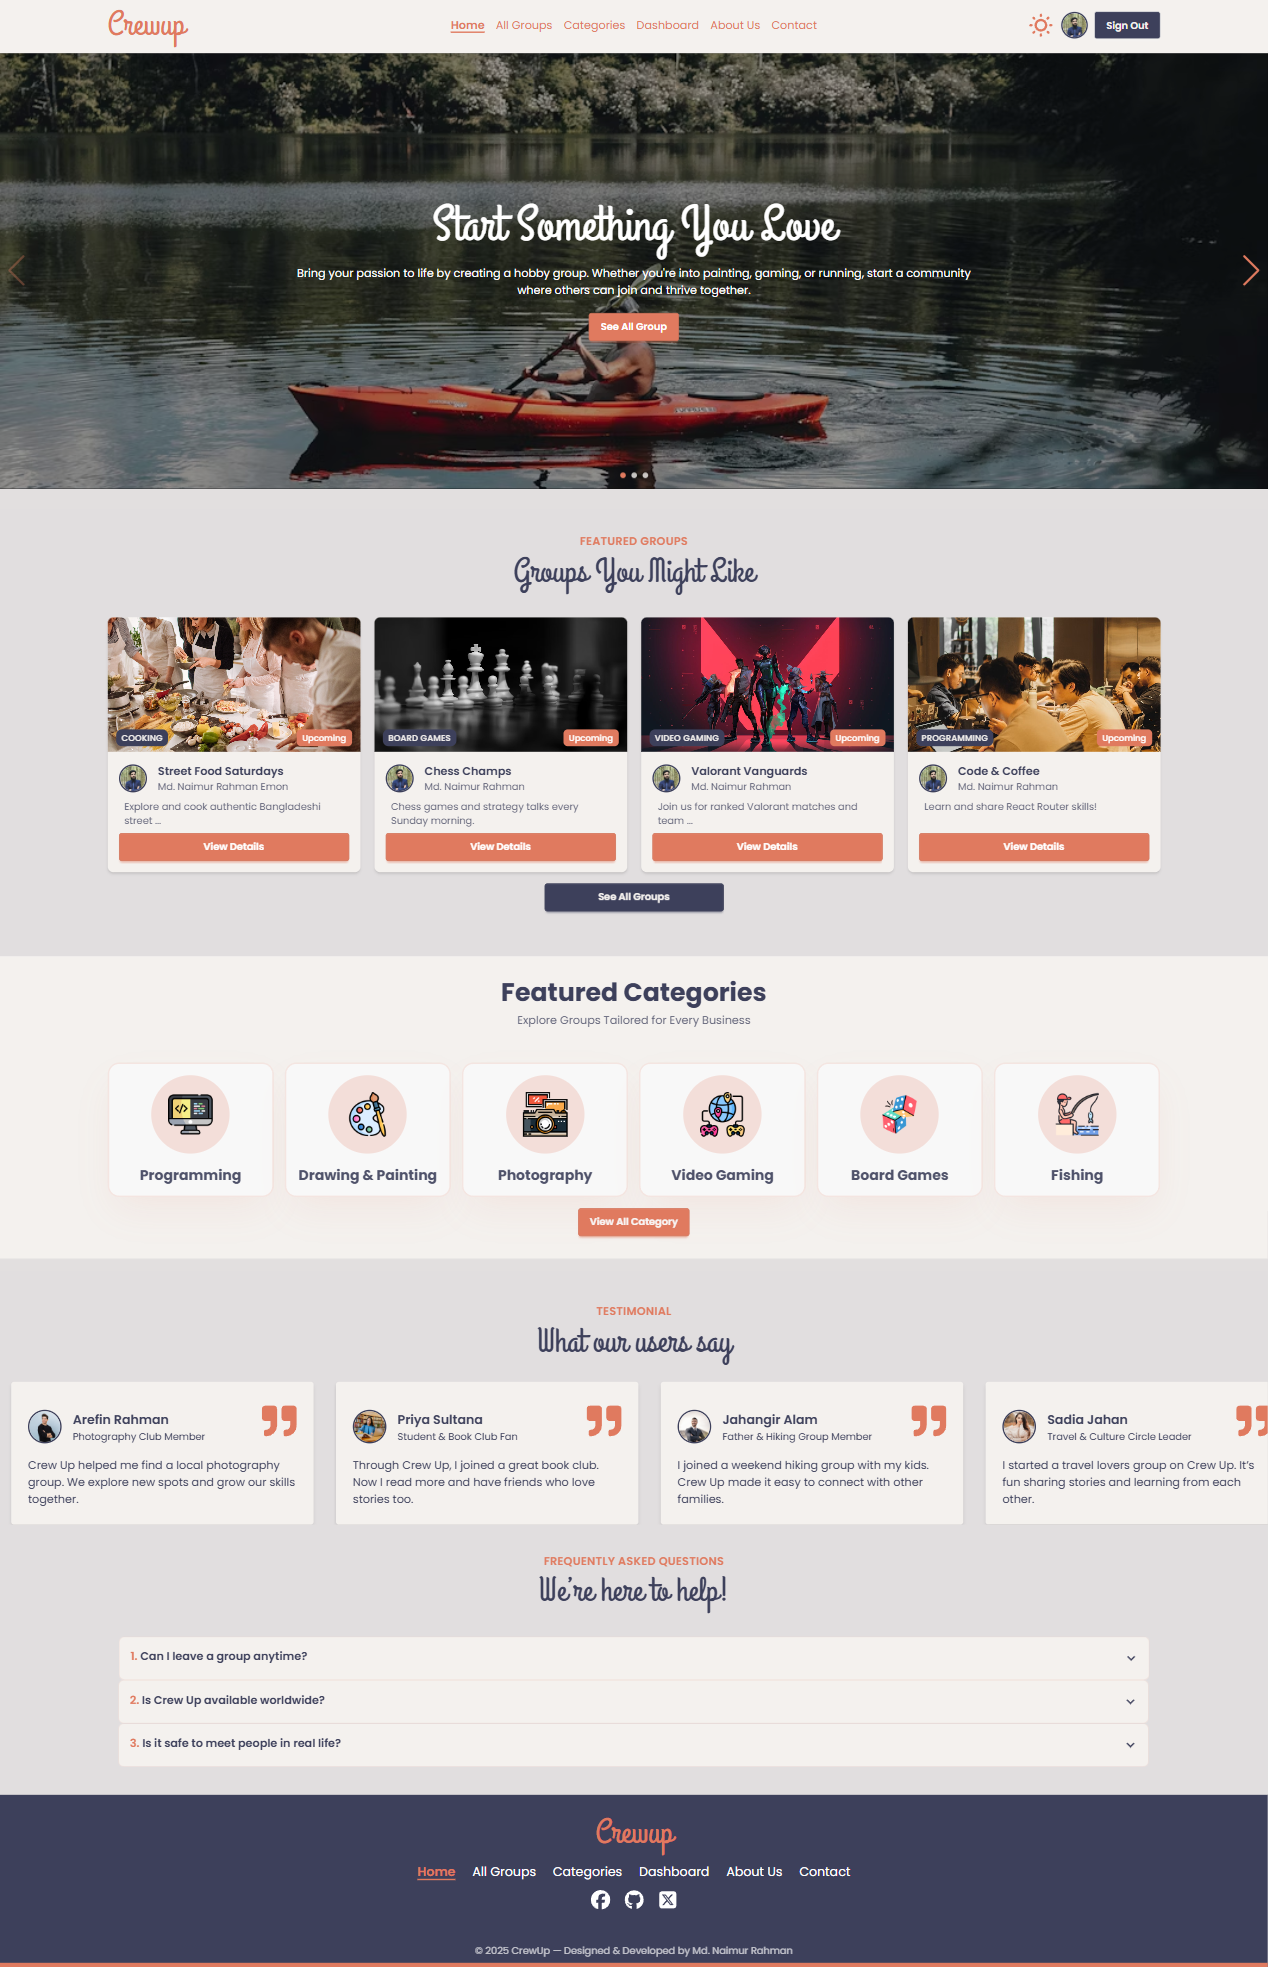 Crewup
Home All Groups Categories Dashboard About Us Contact
Sign Out
Start Something You Love
Bring your passion to life by creating a hobby group. Whether you're into painting, gaming, or running, start a community
where others can join and thrive together.
See All Group
FEATURED GROUPS
Groups You Might Like
COOKING
Upcoming
Street Food Saturdays
Md. Naimur Rahman Emon
Explore and cook authentic Bangladeshi
street ...
View Details
BOARD GAMES
Upcoming
Chess Champs
Md. Naimur Rahman
Chess games and strategy talks every
Sunday morning.
View Details
VIDEO GAMING
Upcoming
Valorant Vanguards
Md. Naimur Rahman
Join us for ranked Valorant matches and
team ...
View Details
PROGRAMMING
Upcoming
Code & Coffee
Md. Naimur Rahman
Learn and share React Router skills!
View Details
See All Groups
Featured Categories
Explore Groups Tailored for Every Business
Programming
Drawing & Painting
Photography
Video Gaming
Board Games
Fishing
View All Category
TESTIMONIAL
What our users say
Arefin Rahman
Photography Club Member
Crew Up helped me find a local photography
group. We explore new spots and grow our skills
together.
Priya Sultana
Student & Book Club Fan
Through Crew Up, I joined a great book club.
Now I read more and have friends who love
stories too.
Jahangir Alam
Father & Hiking Group Member
I joined a weekend hiking group with my kids.
Crew Up made it easy to connect with other
families.
Sadia Jahan
Travel & Culture Circle Leader
I started a travel lovers group on Crew Up. It's
fun sharing stories and learning from each
other.
FREQUENTLY ASKED QUESTIONS
We're here to help!
1. Can I leave a group anytime?
2. Is Crew Up available worldwide?
3. Is it safe to meet people in real life?
Crewup
Home All Groups Categories Dashboard About Us Contact
© 2025 CrewUp — Designed & Developed by Md. Naimur Rahman